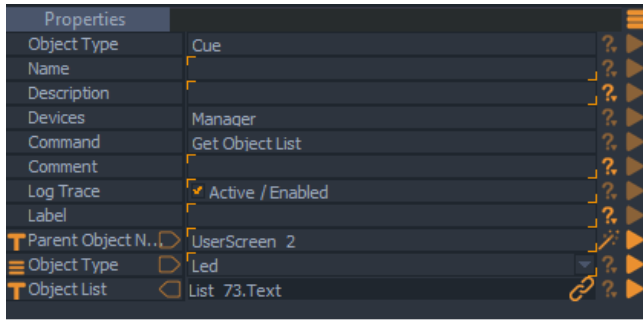 Properties
Object Type Cue
Name
Description
Devices Manager
Command Get Object List
Comment
Log Trace Active / Enabled
Label
Parent Object N... UserScreen 2
Object Type Led
Object List List 73.Text